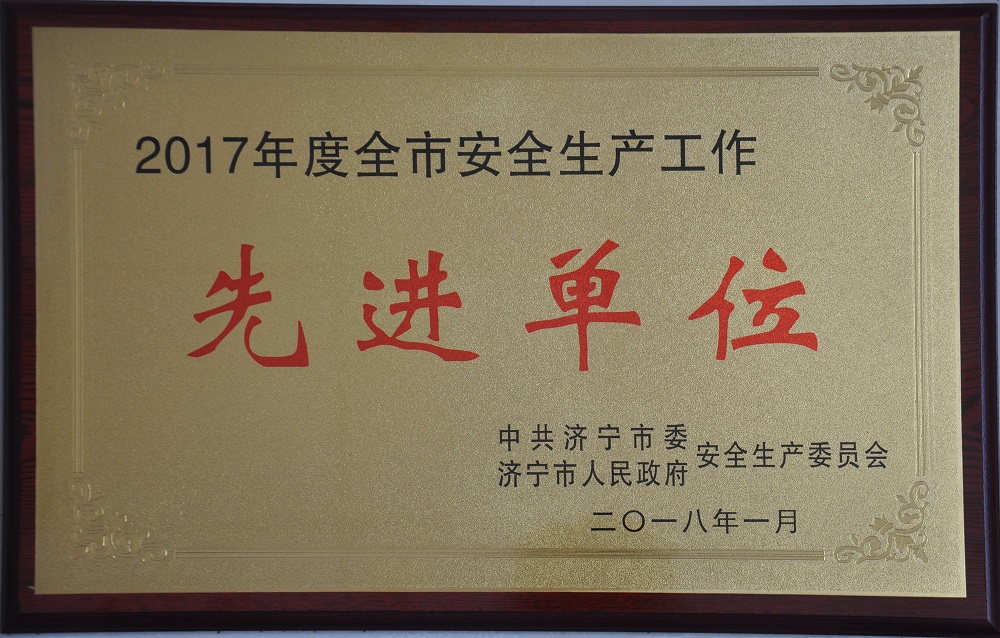 2017年度全市安全生产工作
先进单位
中共济宁市委
济宁市人民政府
安全生产委员会
二〇一八年一月